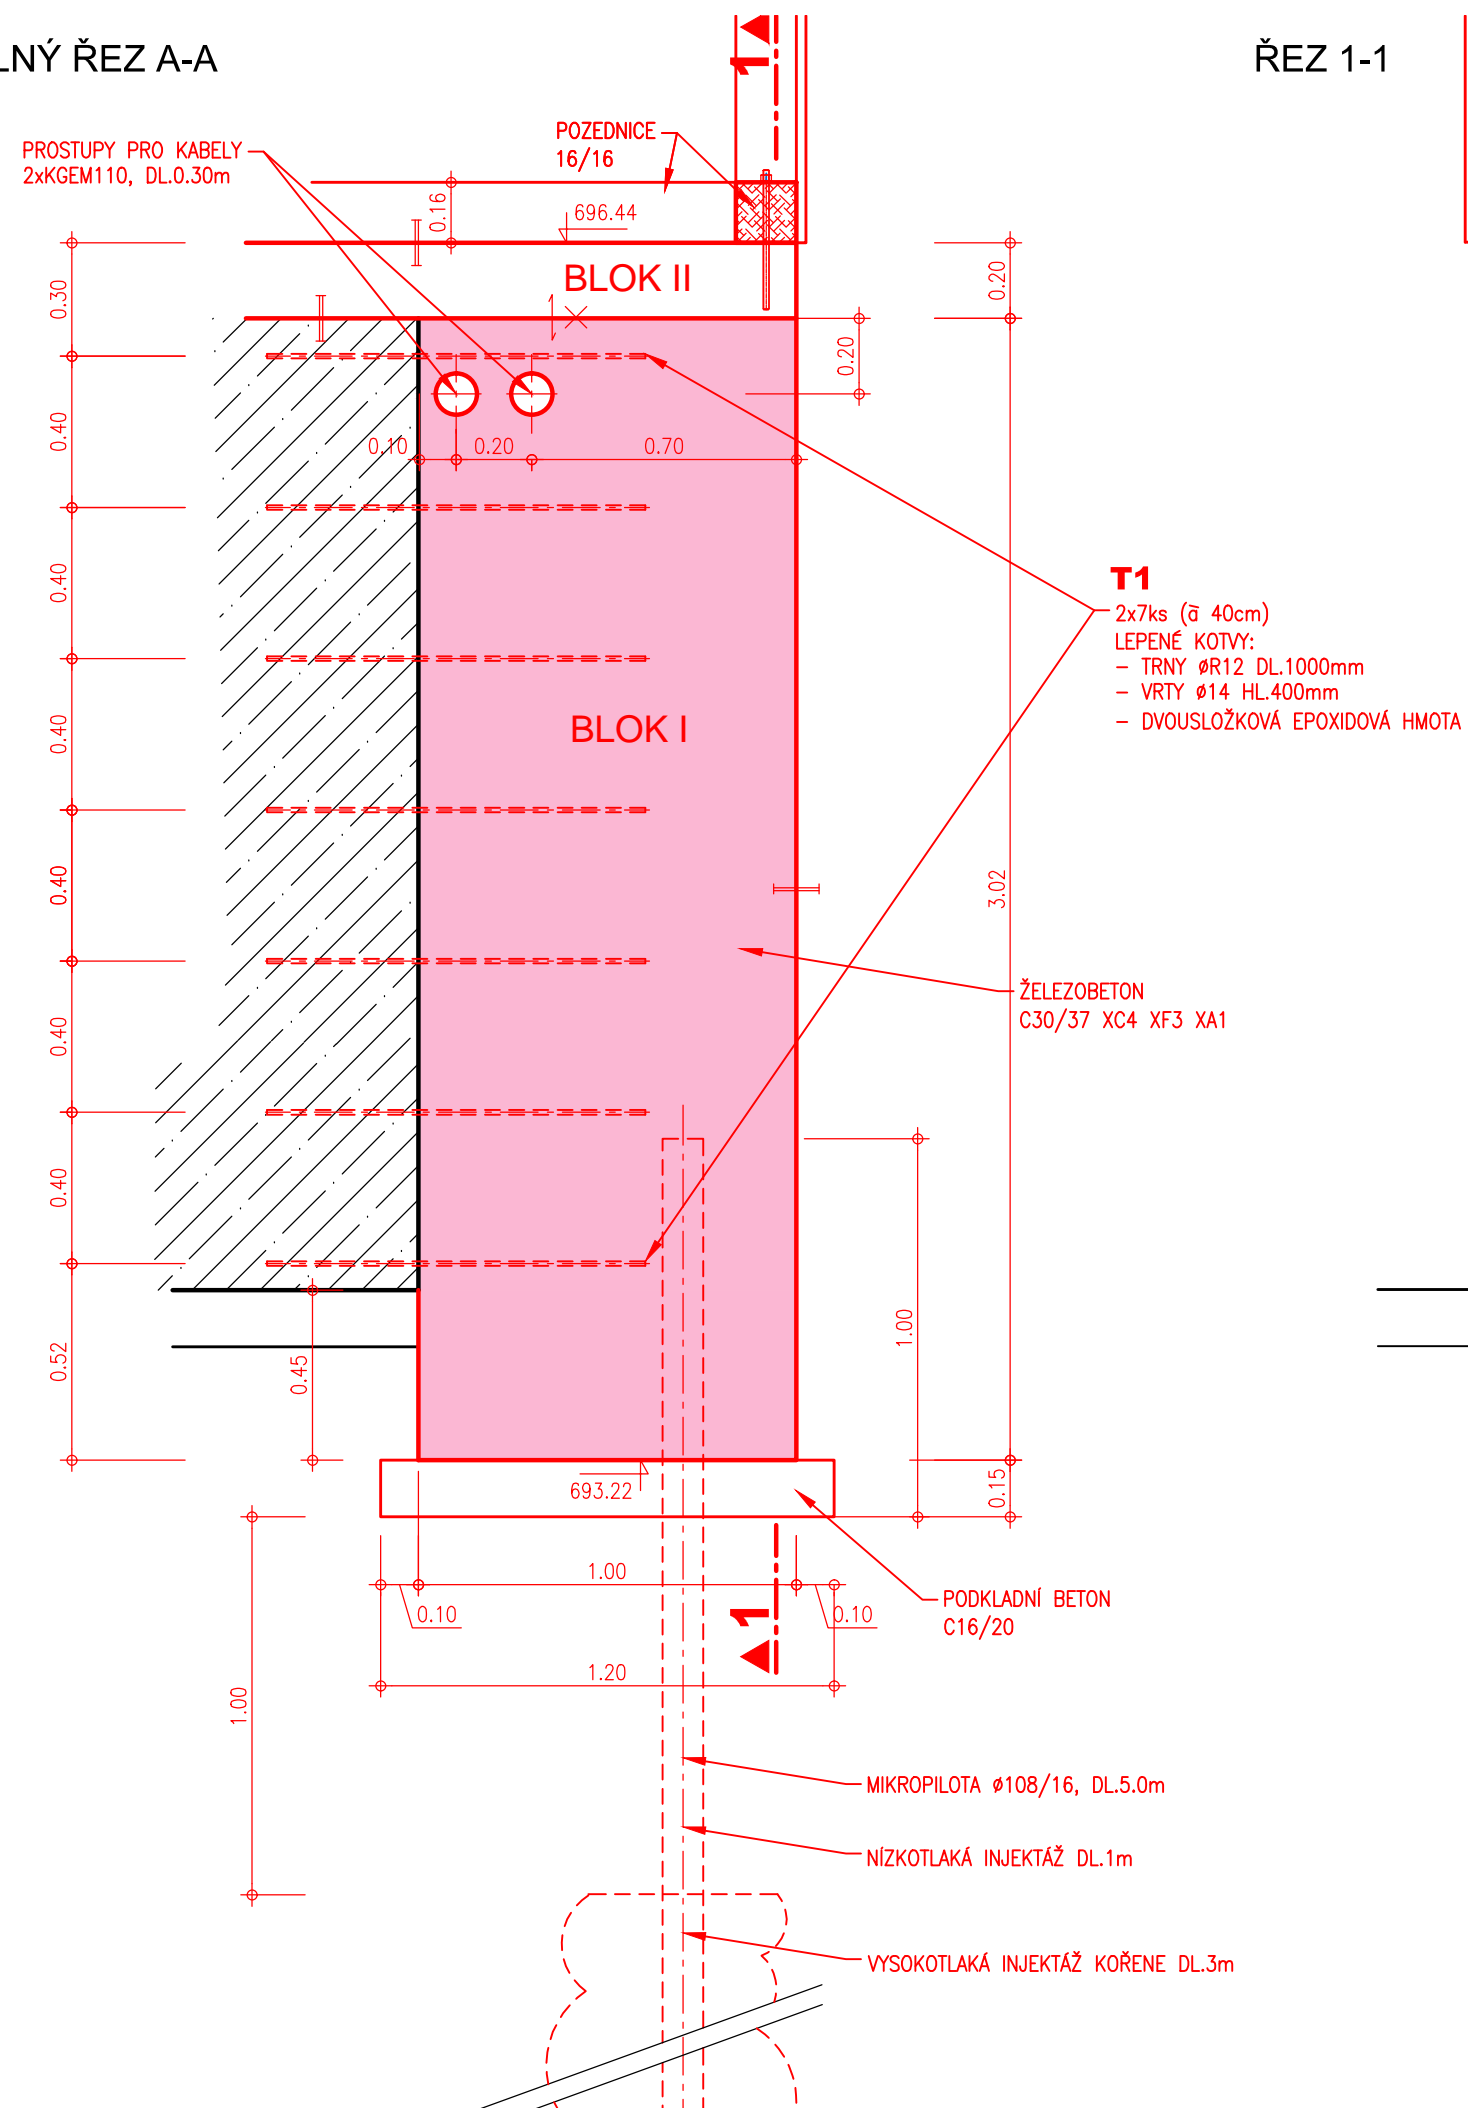 LNÝ ŘEZ A-A
ŘEZ 1-1
1
PROSTUPY PRO KABELY
2xKGEM110, DL.0.30m
POZEDNICE
16/16
0.16
696.44
BLOK II
0.30
0.20
0.20
0.40
0.10
0.20
0.70
0.40
T1
2x7ks (ā 40cm)
LEPENÉ KOTVY:
- TRNY øR12 DL.1000mm
- VRTY ø14 HL.400mm
- DVOUSLOŽKOVÁ EPOXIDOVÁ HMOTA
BLOK I
0.40
0.40
3.02
ŽELEZOBETON
C30/37 XC4 XF3 XA1
0.40
0.40
1.00
0.52
0.45
693.22
0.15
1.00
0.10
0.10
1
PODKLADNÍ BETON
C16/20
1.20
1.00
MIKROPILOTA ø108/16, DL.5.0m
NÍZKOTLAKÁ INJEKTÁŽ DL.1m
VYSOKOTLAKÁ INJEKTÁŽ KOŘENE DL.3m